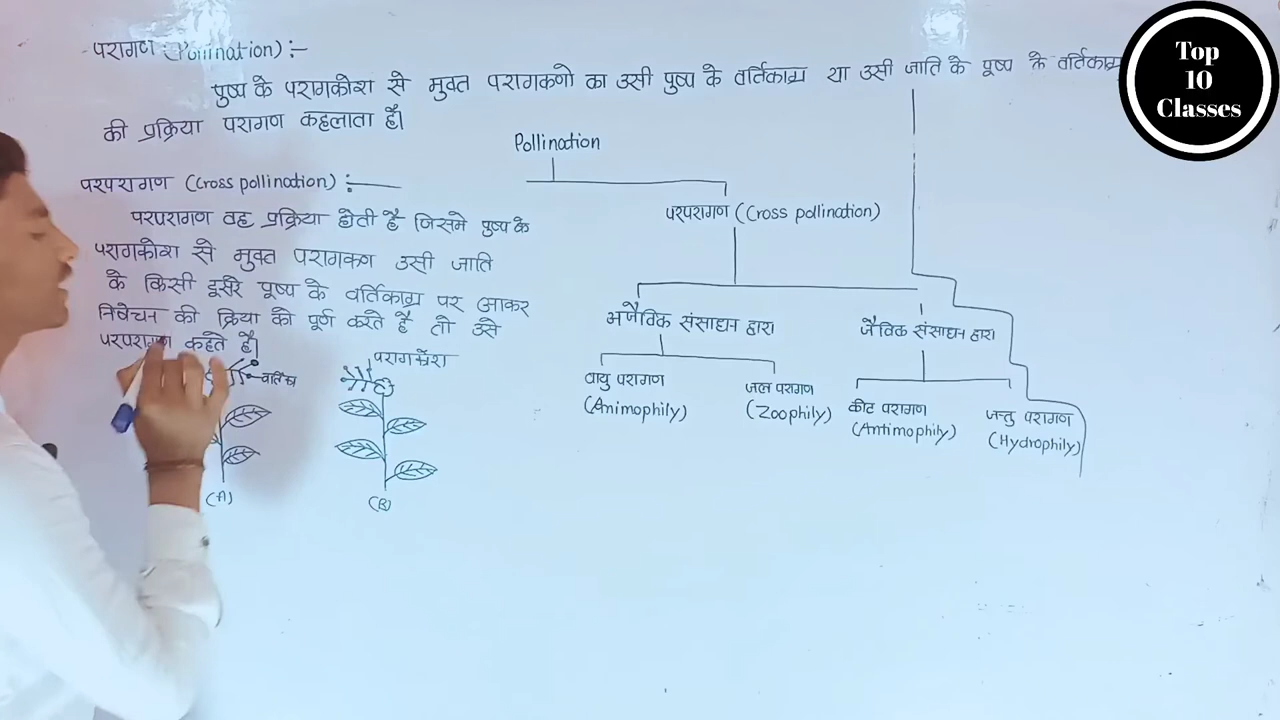 परागण (Pollination) :–
पुष्प के परागकोश से मुक्त परागकणो का उसी पुष्प के वर्तिकाग्र या उसी जाति के पुष्प के वर्तिकाग्र
की प्रक्रिया परागण कहलाता है।
Pollination
परपरागण (Cross pollination) :—
परपरागण वह प्रक्रिया होती है जिसमे पुष्प के
परागकोश से मुक्त परागकण उसी जाति
के किसी दूसरे पुष्प के वर्तिकाग्र पर आकर
निषेचन की क्रिया को पूर्ण करते है तो उसे
परपरागण कहते है।
परपरागण (Cross pollination)
अजैविक संसाधन द्वारा
जैविक संसाधन द्वारा
वायु परागण
(Animophily)
जल परागण
(Zoophily)
कीट परागण
(Antimophily)
जन्तु परागण
(Hydrophily)
(A)
(B)
Top
10
Classes